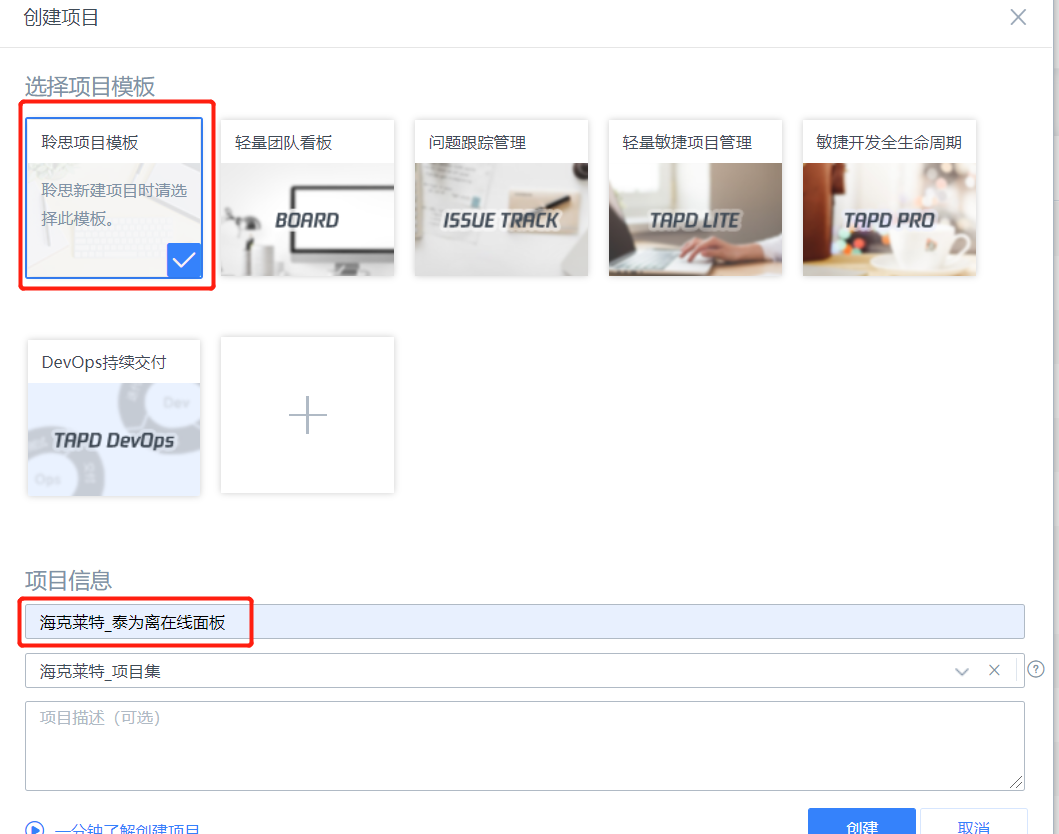 创建项目
选择项目模板
聆思项目模板
聆思新建项目时请选
择此模板。
轻量团队看板
BOARD
问题跟踪管理
ISSUE TRACK
轻量敏捷项目管理
TAPD LITE
敏捷开发全生命周期
TAPD PRO
DevOps持续交付
Dev
TAPD DevOps
Ops
项目信息
海克莱特_泰为离在线面板
海克莱特_项目集
项目描述（可选）
一分钟了解创建项目
创建
取消